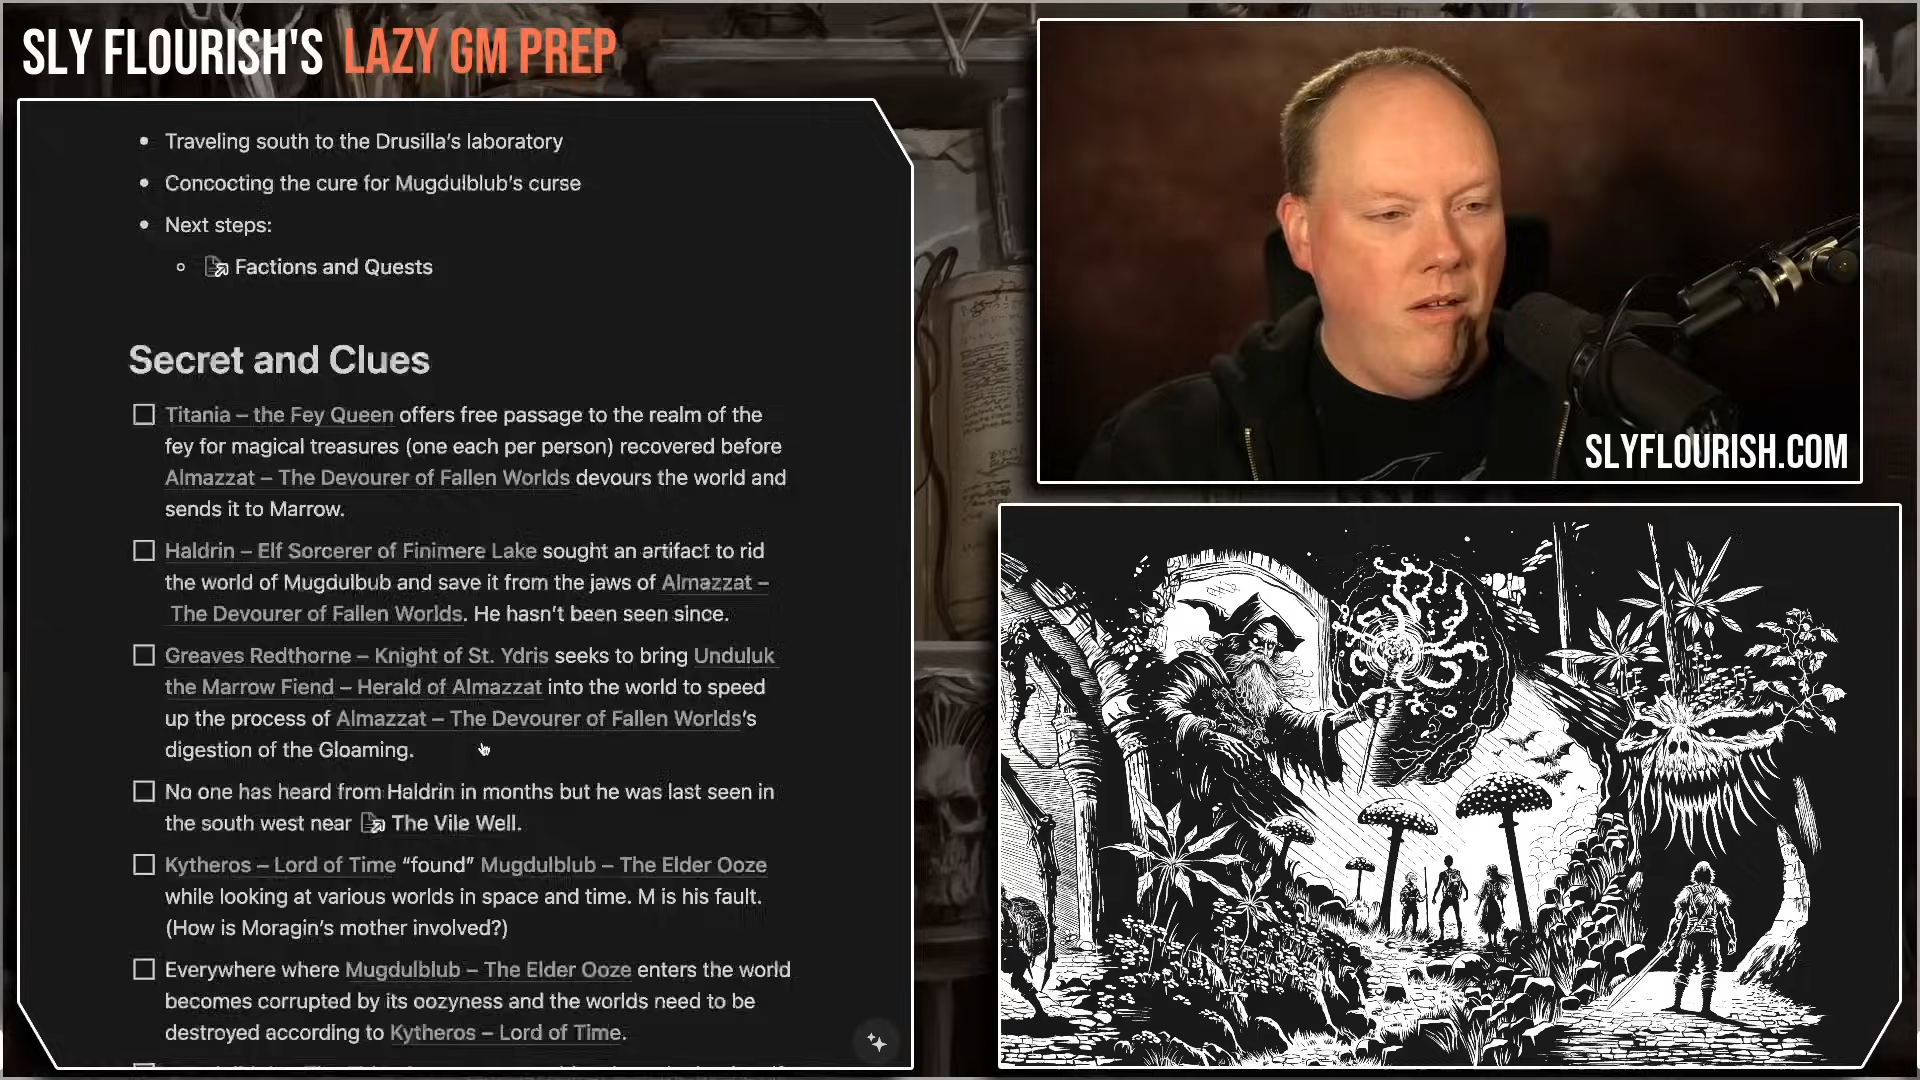 SLY FLOURISH'S LAZY GM PREP
Traveling south to the Drusilla's laboratory
Concocting the cure for Mugdulblub's curse
Next steps:
Factions and Quests
Secret and Clues
Titania – the Fey Queen offers free passage to the realm of the
fey for magical treasures (one each per person) recovered before
Almazzat – The Devourer of Fallen Worlds devours the world and
sends it to Marrow.
Haldrin – Elf Sorcerer of Finimere Lake sought an artifact to rid
the world of Mugdulbub and save it from the jaws of Almazzat –
The Devourer of Fallen Worlds. He hasn't been seen since.
Greaves Redthorne – Knight of St. Ydris seeks to bring Unduluk
the Marrow Fiend – Herald of Almazzat into the world to speed
up the process of Almazzat – The Devourer of Fallen Worlds's
digestion of the Gloaming.
No one has heard from Haldrin in months but he was last seen in
the south west near The Vile Well.
Kytheros – Lord of Time “found” Mugdulblub – The Elder Ooze
while looking at various worlds in space and time. M is his fault.
(How is Moragin's mother involved?)
Everywhere where Mugdulblub – The Elder Ooze enters the world
becomes corrupted by its oozyness and the worlds need to be
destroyed according to Kytheros – Lord of Time.
SLYFLOURISH.COM